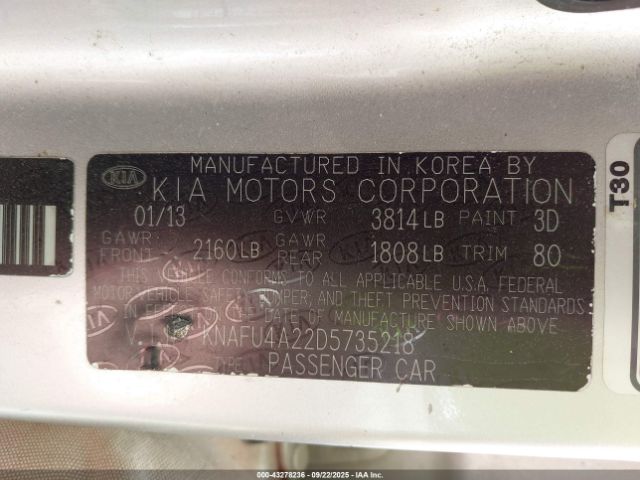 MANUFACTURED IN KOREA BY
KIA KIA MOTORS CORPORATION
01/13 GVWR 3814LB PAINT 3D
GAWR FRONT 2160LB GAWR REAR 1808LB TRIM 80
THIS VEHICLE CONFORMS TO ALL APPLICABLE U.S.A. FEDERAL
MOTOR VEHICLE SAFETY, BUMPER, AND THEFT PREVENTION STANDARDS
IN EFFECT ON THE DATE OF MANUFACTURE SHOWN ABOVE.
KNAFU4A22D5735218
TYPE: PASSENGER CAR
T30
000-43278236 - 09/22/2025 - IAA Inc.